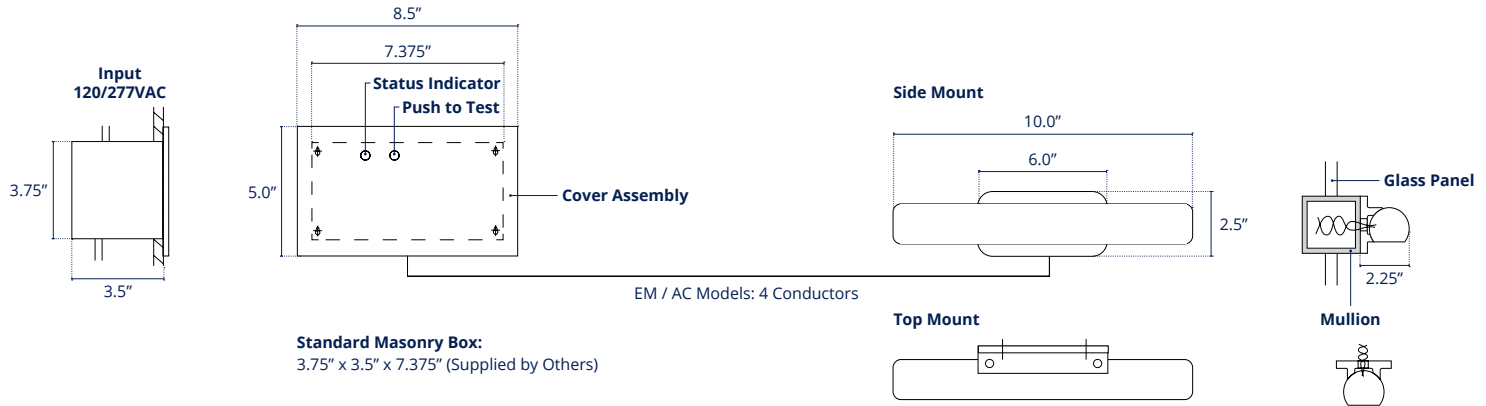 Input
120/277VAC
3.75”
3.5”
8.5”
7.375”
Status Indicator
Push to Test
5.0”
Cover Assembly
EM / AC Models: 4 Conductors
Standard Masonry Box:
3.75” x 3.5” x 7.375” (Supplied by Others)
Side Mount
10.0”
6.0”
2.5”
Top Mount
Glass Panel
2.25”
Mullion